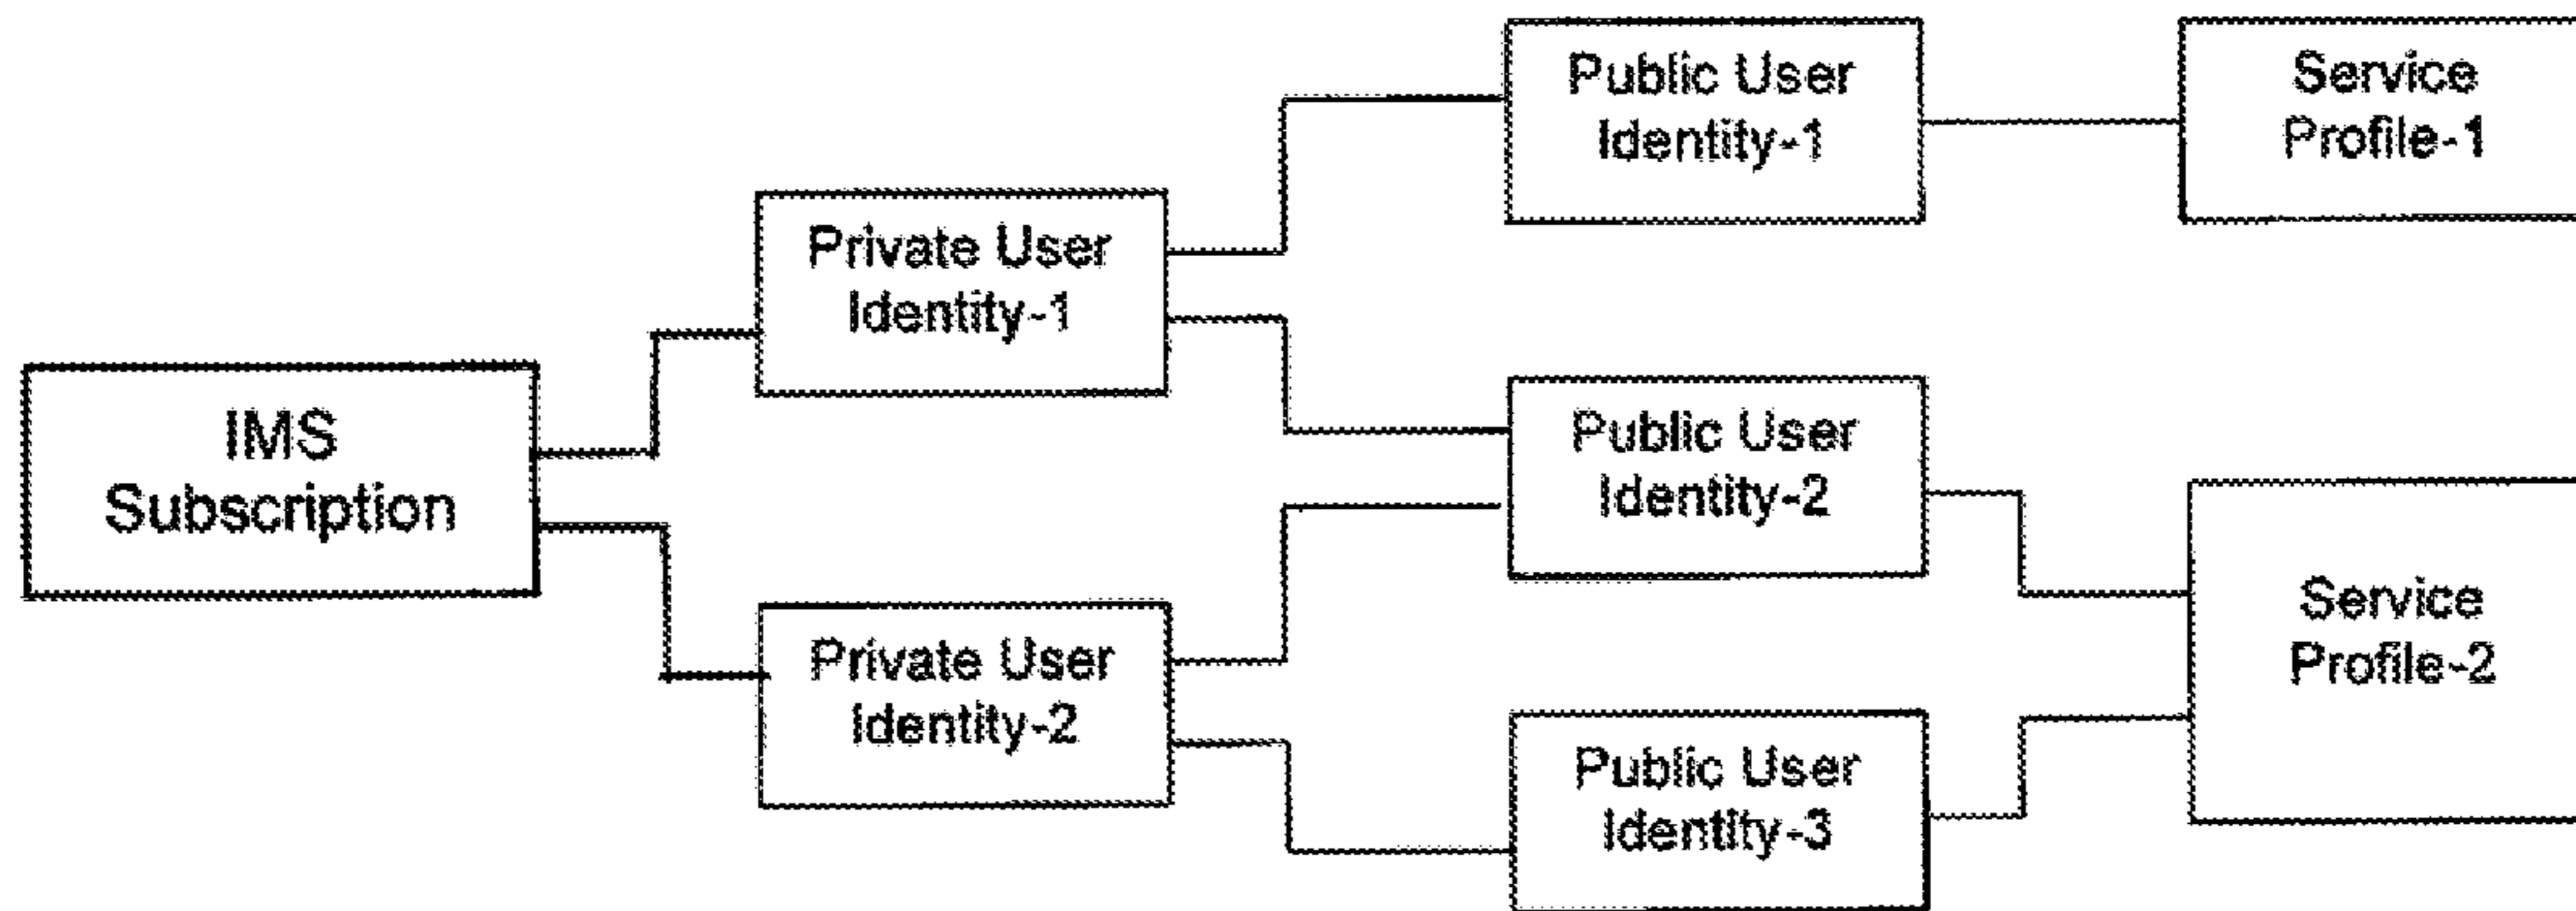 IMS
Subscription
Private User
Identity-1
Private User
Identity-2
Public User
Identity-1
Public User
Identity-2
Public User
Identity-3
Service
Profile-1
Service
Profile-2